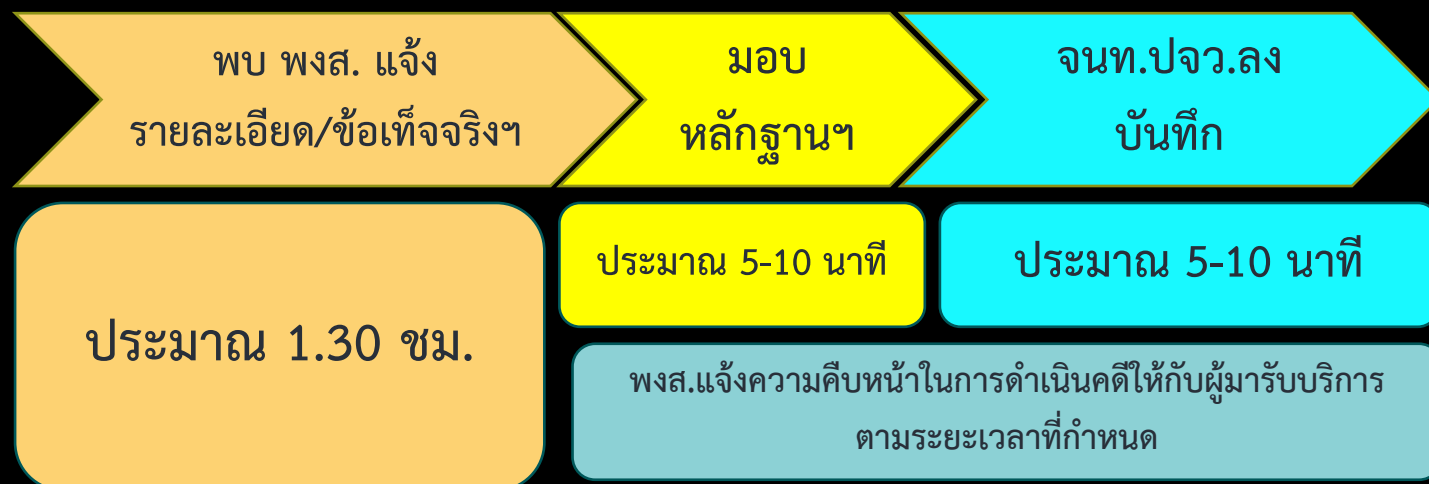 พบ พงส. แจ้ง
รายละเอียด/ข้อเท็จจริงฯ
มอบ
หลักฐานฯ
จนท.ปจว.ลง
บันทึก
ประมาณ 1.30 ชม.
ประมาณ 5-10 นาที
ประมาณ 5-10 นาที
พงส.แจ้งความคืบหน้าในการดำเนินคดีให้กับผู้มารับบริการ
ตามระยะเวลาที่กำหนด